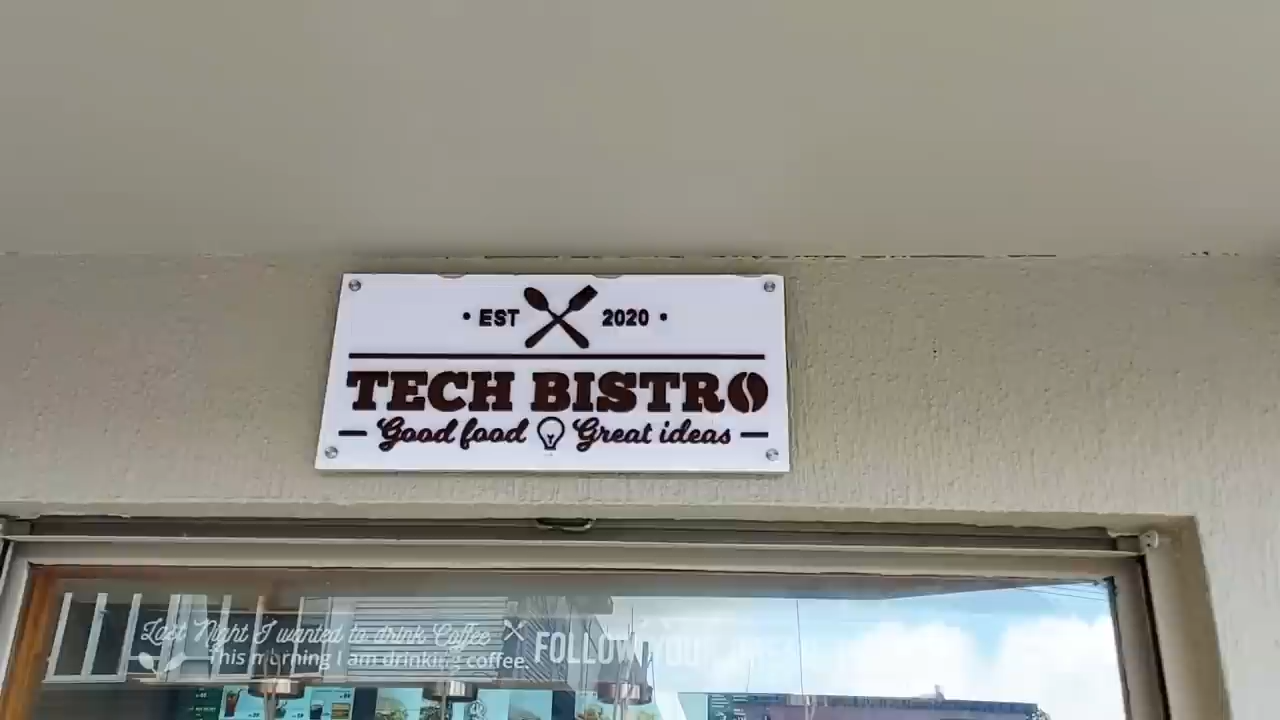 EST 2020
TECH BISTRO
Good food Great ideas
Last Night I wanted to drink Coffee
This morning I am drinking coffee.
FOLLOW YOU